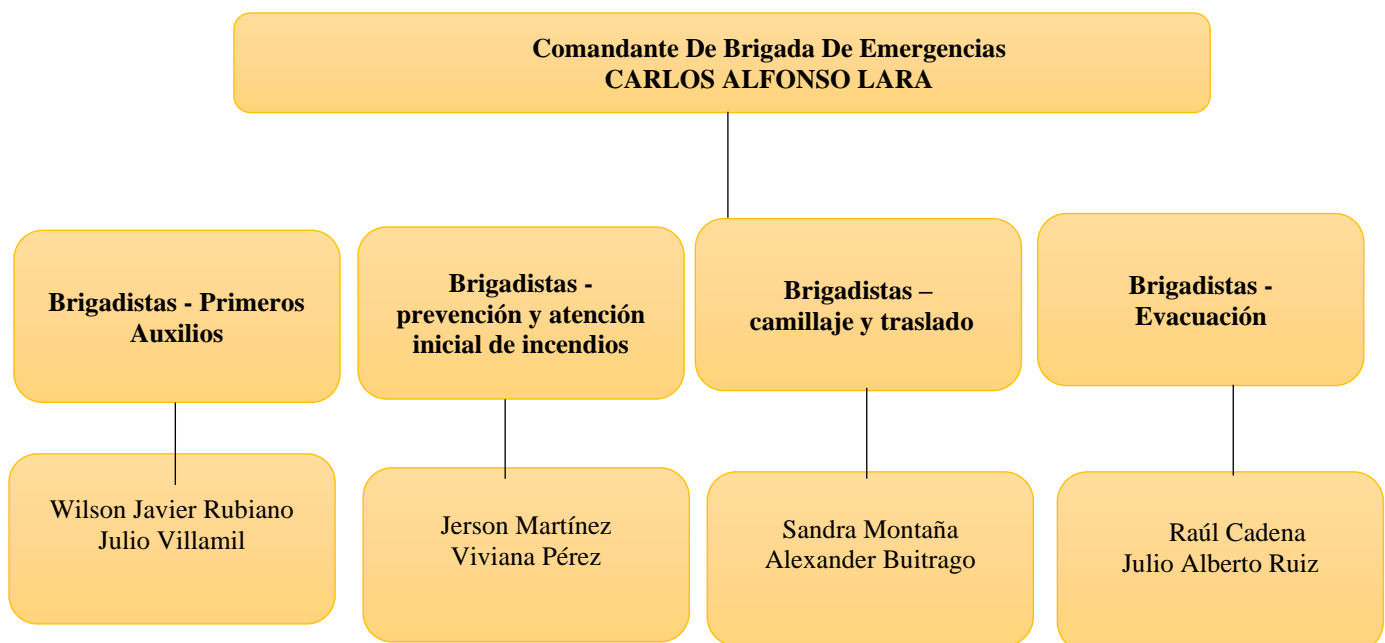 Comandante De Brigada De Emergencias
CARLOS ALFONSO LARA
Brigadistas - Primeros
Auxilios
Brigadistas -
prevención y atención
inicial de incendios
Brigadistas –
camillaje y traslado
Brigadistas -
Evacuación
Wilson Javier Rubiano
Julio Villamil
Jerson Martínez
Viviana Pérez
Sandra Montaña
Alexander Buitrago
Raúl Cadena
Julio Alberto Ruiz